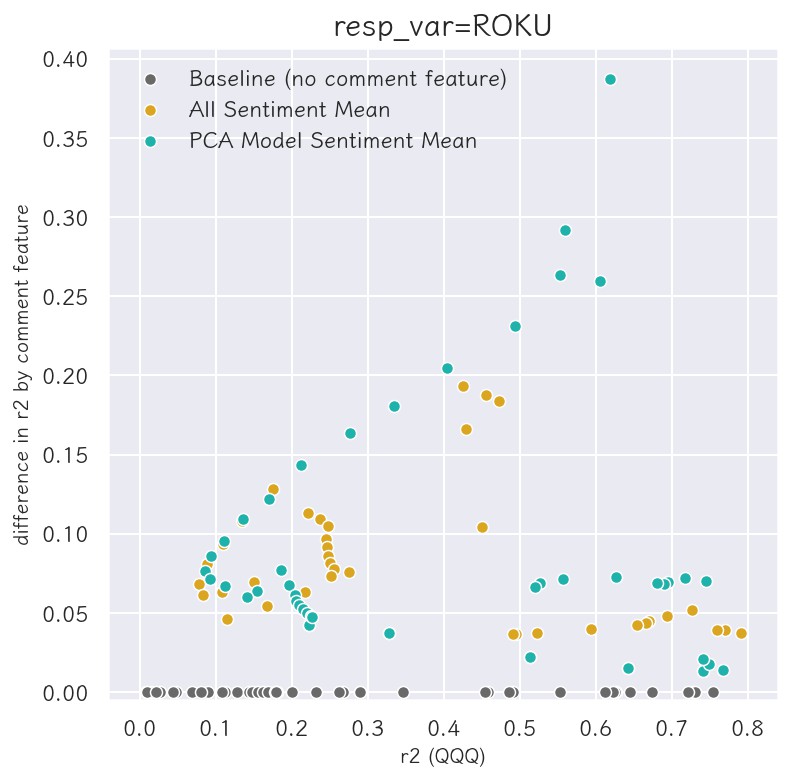 resp_var=ROKU
Baseline (no comment feature)
All Sentiment Mean
PCA Model Sentiment Mean
difference in r2 by comment feature
0.40
0.35
0.30
0.25
0.20
0.15
0.10
0.05
0.00
0.0 0.1 0.2 0.3 0.4 0.5 0.6 0.7 0.8
r2 (QQQ)